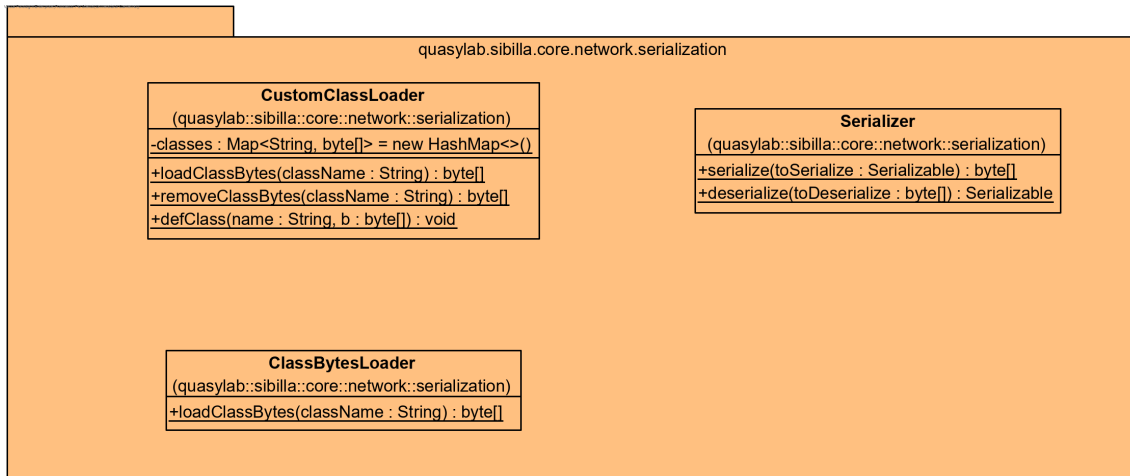 quasylab.sibilla.core.network.serialization
CustomClassLoader
(quasylab::sibilla::core::network::serialization)
-classes : Map<String, byte[]> = new HashMap<>()
+loadClassBytes(className : String) : byte[]
+removeClassBytes(className : String) : byte[]
+defClass(name : String, b : byte[]) : void
Serializer
(quasylab::sibilla::core::network::serialization)
+serialize(toSerialize : Serializable) : byte[]
+deserialize(toDeserialize : byte[]) : Serializable
ClassBytesLoader
(quasylab::sibilla::core::network::serialization)
+loadClassBytes(className : String) : byte[]